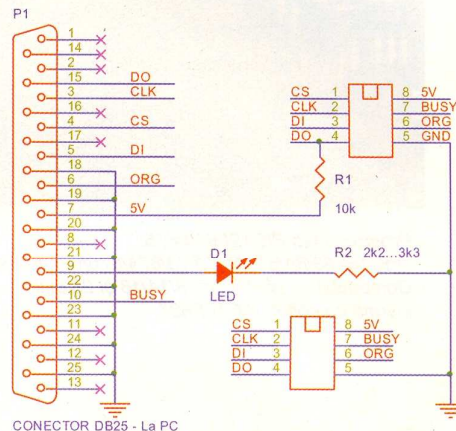 P1
1
14
2
15 DO
3 CLK
16
4 CS
17
5 DI
18
6 ORG
19
7 5V
20
8
21
9
22
10 BUSY
23
11
24
12
25
13
CONECTOR DB25 - La PC
CS 1 8 5V
CLK 2 7 BUSY
DI 3 6 ORG
DO 4 5 GND
R1
10k
D1
LED
R2 2k2...3k3
CS 1 8 5V
CLK 2 7 BUSY
DI 3 6 ORG
DO 4 5